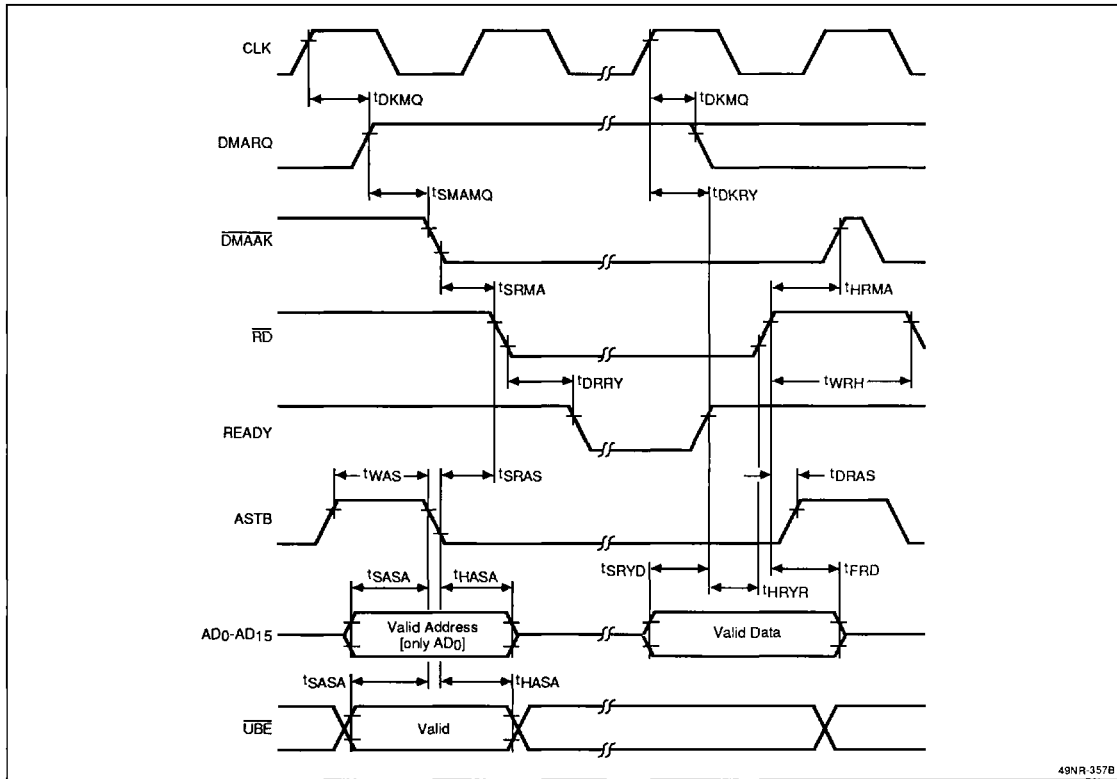 CLK
tDKMQ
tDKMQ
DMARQ
tSMAMQ
tDKRY
DMAAK
tSRMA
tHRMA
RD
tDRRY
tWRH
READY
tWAS
tSRAS
tDRAS
ASTB
tSASA
tHASA
tSRYD
tHRYR
tFRD
AD0-AD15
Valid Address
[only AD0]
Valid Data
tSASA
tHASA
UBE
Valid
49NR-357B